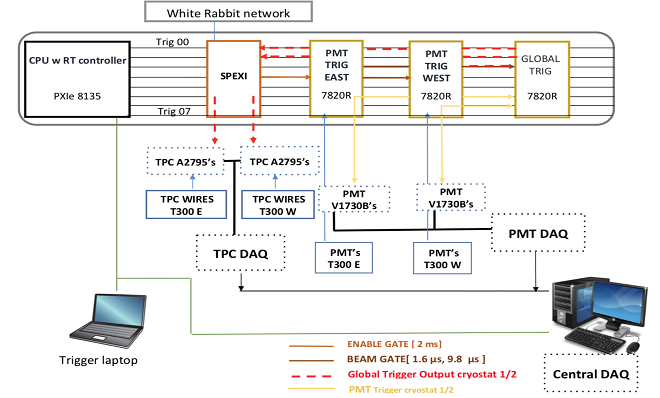 White Rabbit network
Trig 00
CPU w RT controller
PXIe 8135
SPEXI
PMT
TRIG
EAST
7820R
PMT
TRIG
WEST
7820R
GLOBAL
TRIG
7820R
Trig 07
TPC A2795's
TPC A2795's
TPC WIRES
T300 E
TPC WIRES
T300 W
PMT
V1730B's
PMT
V1730B's
TPC DAQ
PMT's
T300 E
PMT's
T300 W
PMT DAQ
Trigger laptop
Central DAQ
ENABLE GATE [ 2 ms]
BEAM GATE[ 1.6 µs, 9.8 µs ]
Global Trigger Output cryostat 1/2
PMT Trigger cryostat 1/2